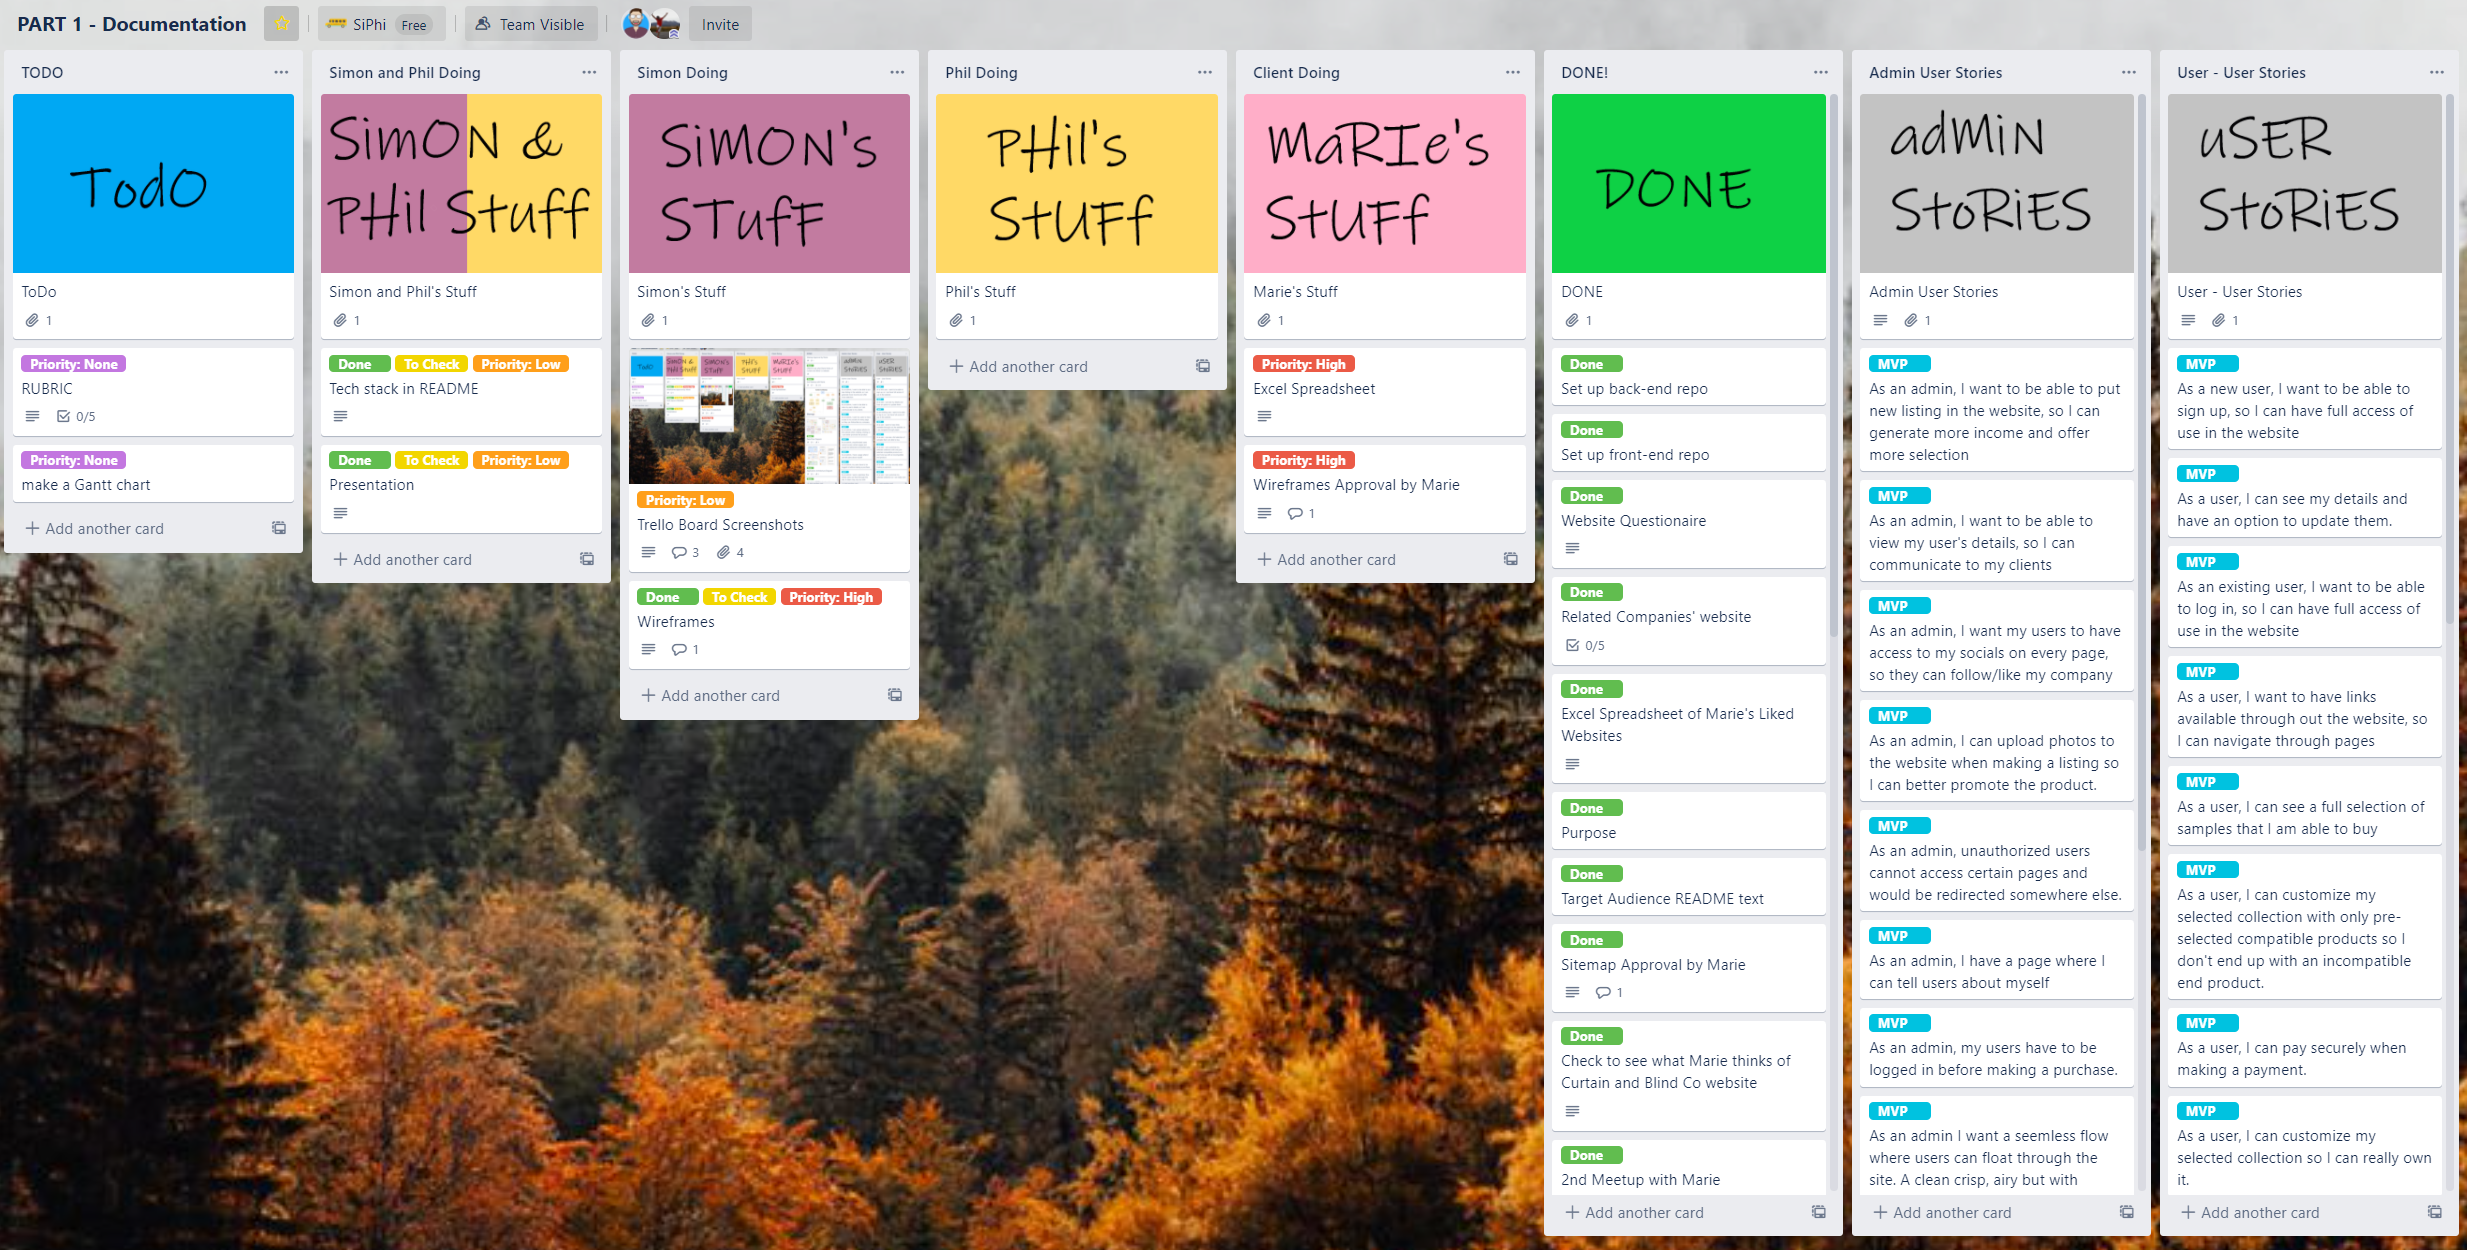 PART 1 - Documentation
SiPhi Free
Team Visible
Invite
TODO
TodO
ToDo
1
Priority: None
RUBRIC
0/5
Priority: None
make a Gantt chart
Add another card
Simon and Phil Doing
SimON &
PHil Stuff
Simon and Phil's Stuff
1
Done To Check Priority: Low
Tech stack in README
Done To Check Priority: Low
Presentation
Add another card
Simon Doing
SiMON's
STufF
Simon's Stuff
1
Priority: Low
Trello Board Screenshots
3 4
Done To Check Priority: High
Wireframes
1
Add another card
Phil Doing
PHil's
StUFf
Phil's Stuff
1
Add another card
Client Doing
MaRIe's
StUFf
Marie's Stuff
1
Priority: High
Excel Spreadsheet
Priority: High
Wireframes Approval by Marie
1
Add another card
DONE!
DONE
DONE
1
Done
Set up back-end repo
Done
Set up front-end repo
Done
Website Questionaire
Done
Related Companies' website
0/5
Done
Excel Spreadsheet of Marie's Liked
Websites
Done
Purpose
Done
Target Audience README text
Done
Sitemap Approval by Marie
1
Done
Check to see what Marie thinks of
Curtain and Blind Co website
Done
2nd Meetup with Marie
Add another card
Admin User Stories
adMiN
StoRiES
Admin User Stories
1
MVP
As an admin, I want to be able to put
new listing in the website, so I can
generate more income and offer
more selection
MVP
As an admin, I want to be able to
view my user's details, so I can
communicate to my clients
MVP
As an admin, I want my users to have
access to my socials on every page,
so they can follow/like my company
MVP
As an admin, I can upload photos to
the website when making a listing so
I can better promote the product.
MVP
As an admin, unauthorized users
cannot access certain pages and
would be redirected somewhere else.
MVP
As an admin, I have a page where I
can tell users about myself
MVP
As an admin, my users have to be
logged in before making a purchase.
MVP
As an admin I want a seemless flow
where users can float through the
site. A clean crisp, airy but with
Add another card
User - User Stories
uSER
StoRiES
User - User Stories
1
MVP
As a new user, I want to be able to
sign up, so I can have full access of
use in the website
MVP
As a user, I can see my details and
have an option to update them.
MVP
As an existing user, I want to be able
to log in, so I can have full access of
use in the website
MVP
As a user, I want to have links
available through out the website, so
I can navigate through pages
MVP
As a user, I can see a full selection of
samples that I am able to buy
MVP
As a user, I can customize my
selected collection with only pre-
selected compatible products so I
don't end up with an incompatible
end product.
MVP
As a user, I can pay securely when
making a payment.
MVP
As a user, I can customize my
selected collection so I can really own
it.
Add another card